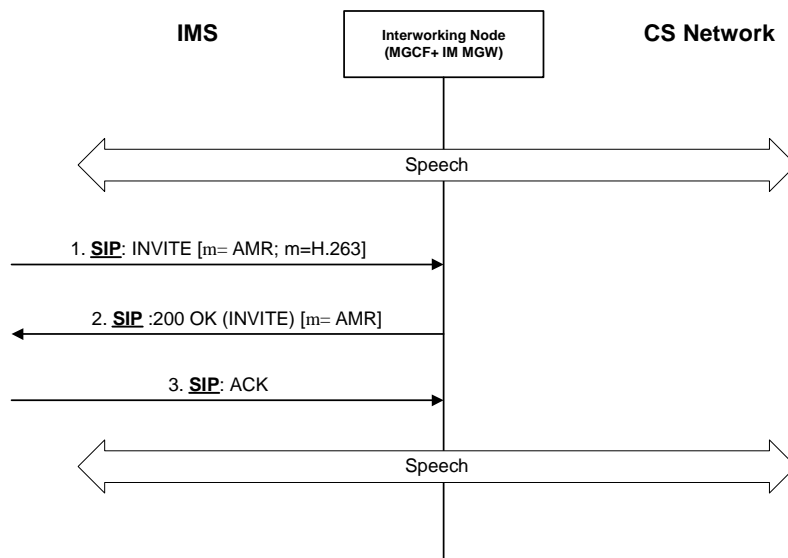 IMS
Interworking Node
(MGCF+ IM MGW)
CS Network
Speech
1. SIP: INVITE [m= AMR; m=H.263]
2. SIP :200 OK (INVITE) [m= AMR]
3. SIP: ACK
Speech